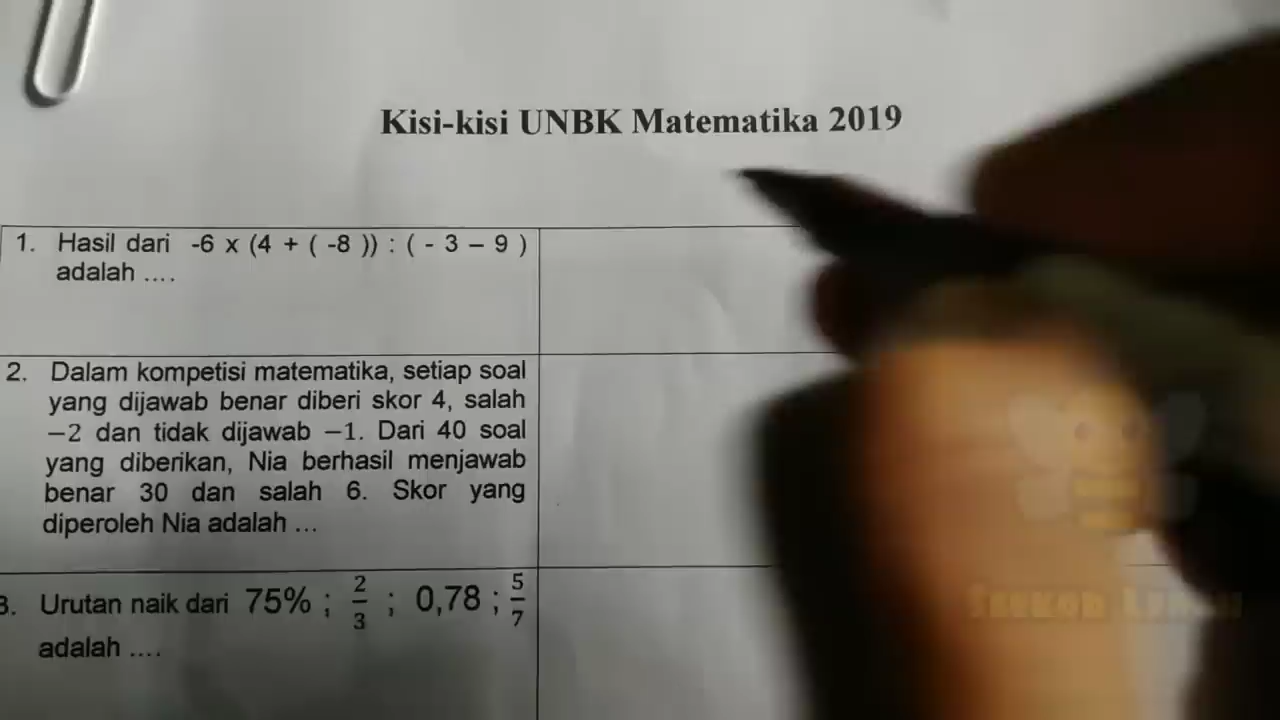 Kisi-kisi UNBK Matematika 2019
1. Hasil dari -6 x (4 + ( -8 )) : ( - 3 – 9 )
adalah ....
2. Dalam kompetisi matematika, setiap soal
yang dijawab benar diberi skor 4, salah
−2 dan tidak dijawab −1. Dari 40 soal
yang diberikan, Nia berhasil menjawab
benar 30 dan salah 6. Skor yang
diperoleh Nia adalah ...
3. Urutan naik dari 75% ; 2/3 ; 0,78 ; 5/7
adalah ....